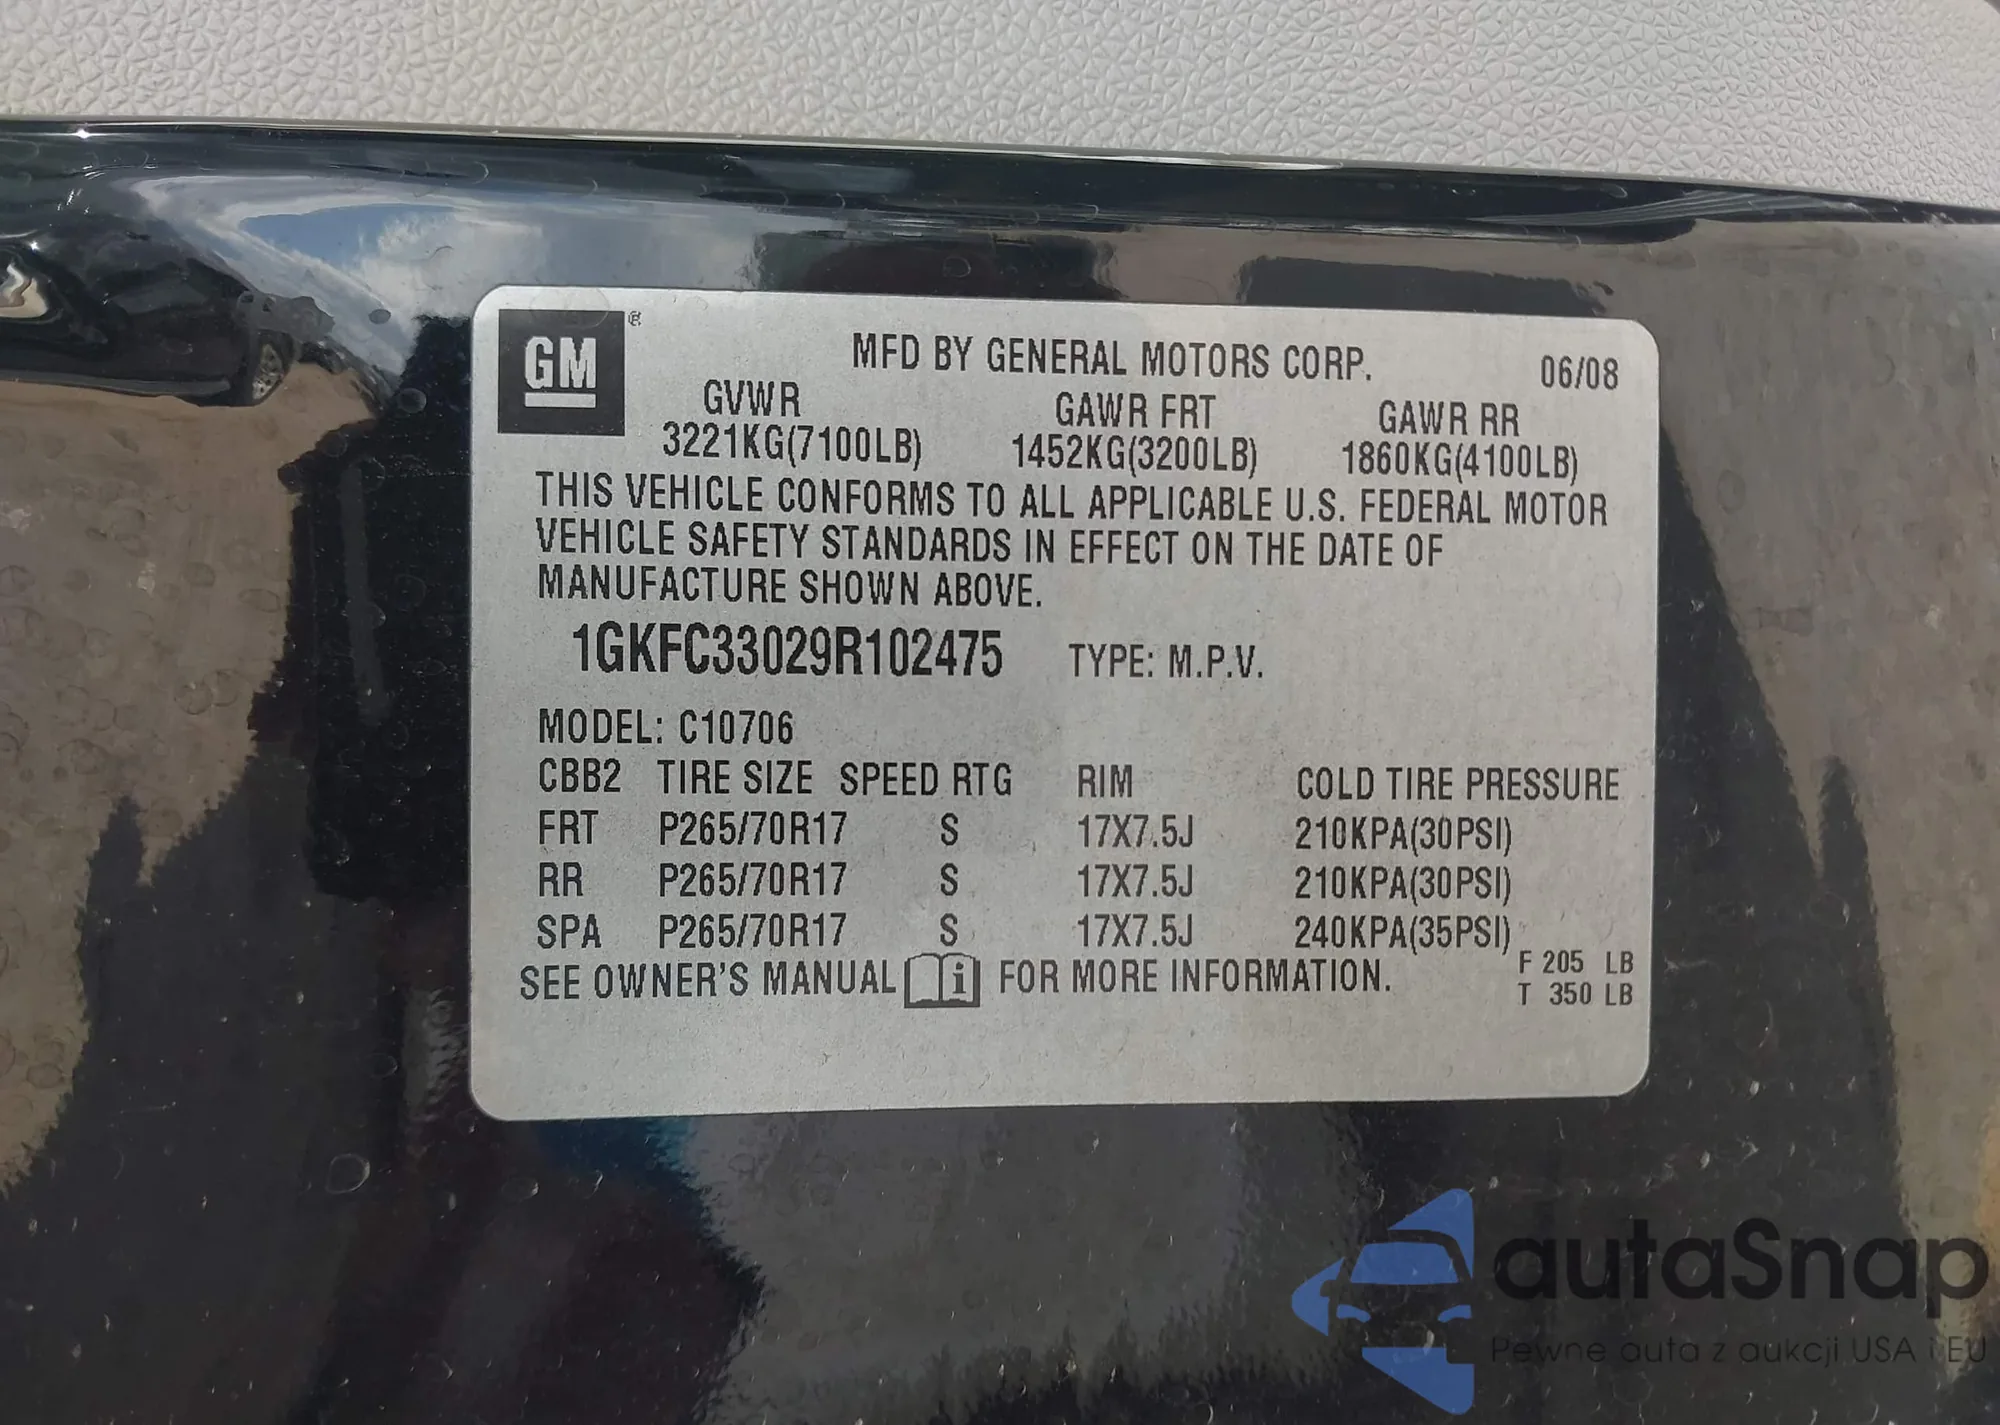 GM
MFD BY GENERAL MOTORS CORP. 06/08
GVWR GAWR FRT GAWR RR
3221KG(7100LB) 1452KG(3200LB) 1860KG(4100LB)
THIS VEHICLE CONFORMS TO ALL APPLICABLE U.S. FEDERAL MOTOR
VEHICLE SAFETY STANDARDS IN EFFECT ON THE DATE OF
MANUFACTURE SHOWN ABOVE.
1GKFC33029R102475 TYPE: M.P.V.
MODEL: C10706
CBB2 TIRE SIZE SPEED RTG RIM COLD TIRE PRESSURE
FRT P265/70R17 S 17X7.5J 210KPA(30PSI)
RR P265/70R17 S 17X7.5J 210KPA(30PSI)
SPA P265/70R17 S 17X7.5J 240KPA(35PSI)
SEE OWNER'S MANUAL i FOR MORE INFORMATION.
F 205 LB
T 350 LB
autaSnap
Pewne auta z aukcji USA i EU